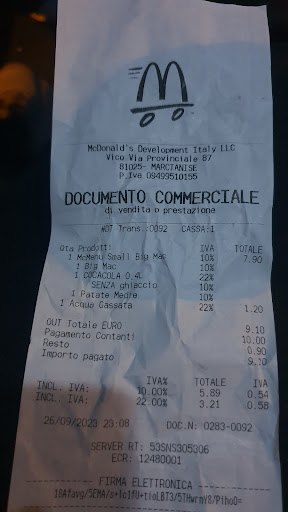 McDonald's Development Italy LLC
Vico Via Provinciale 87
81025- MARCIANISE
P.Iva 09499510155
DOCUMENTO COMMERCIALE
di vendita o prestazione
#DT Trans.:0092 CASSA:1
Qta Prodotti IVA TOTALE
1 McMenu Small Big Mac 10% 7.90
1 Big Mac 10%
1 COCACOLA 0,4L 22%
SENZA ghiaccio 10%
1 Patate Medie 10%
1 Acqua Gassata 22% 1.20
OUT Totale EURO 9.10
Pagamento Contanti 10.00
Resto 0.90
Importo pagato 9.10
IVA% TOTALE IVA
INCL. IVA: 10.00% 5.89 0.54
INCL. IVA: 22.00% 3.21 0.58
26/09/2023 23:08 DOC.N: 0283-0092
SERVER RT: 53SNS305306
ECR: 12480001
FIRMA ELETTRONICA